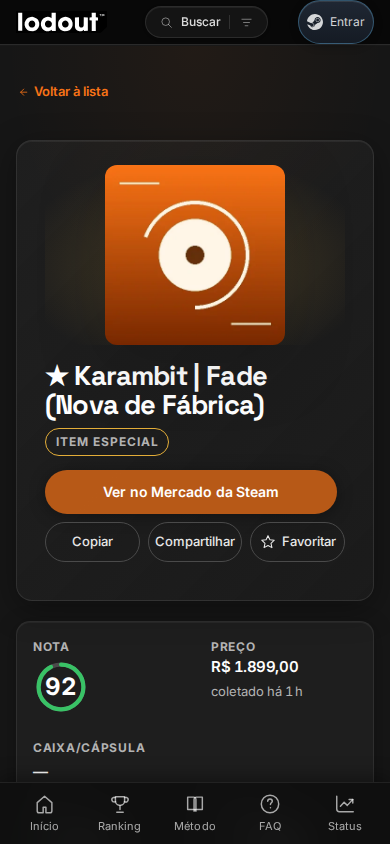 lodout™
Buscar
Entrar
← Voltar à lista
★ Karambit | Fade
(Nova de Fábrica)
ITEM ESPECIAL
Ver no Mercado da Steam
Copiar
Compartilhar
Favoritar
NOTA
92
PREÇO
R$ 1.899,00
coletado há 1 h
CAIXA/CÁPSULA
—
Início
Ranking
Método
FAQ
Status